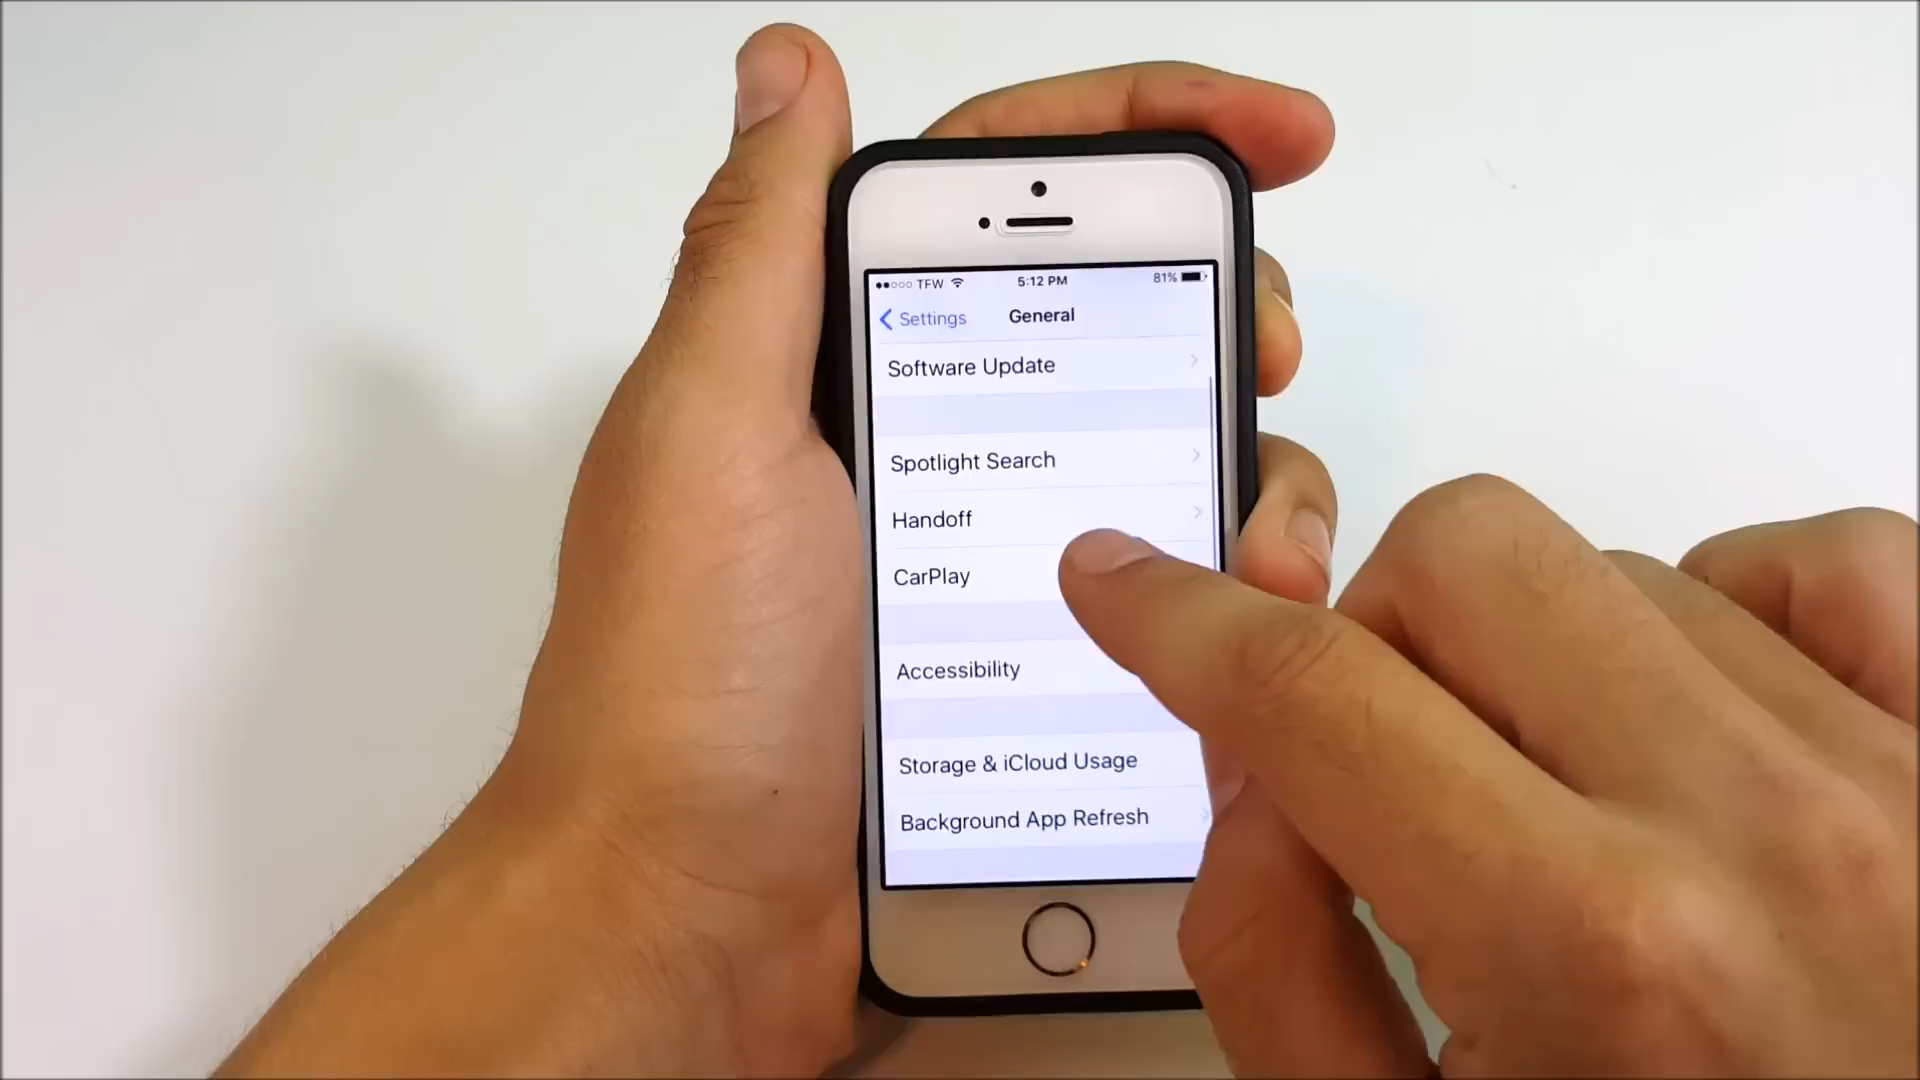 TFW 5:12 PM 81%
Settings General
Software Update
Spotlight Search
Handoff
CarPlay
Accessibility
Storage & iCloud Usage
Background App Refresh